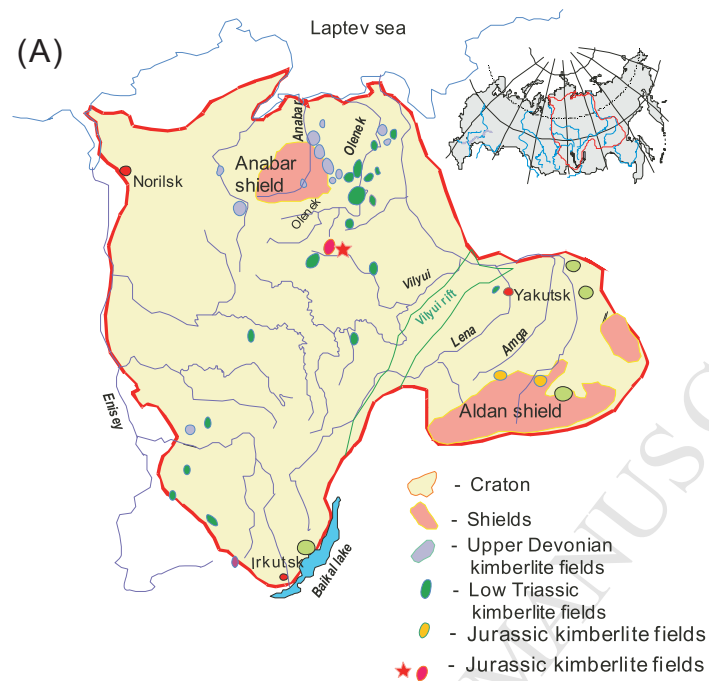 (A)
Laptev sea
Anabar
Olenek
Anabar
shield
Norilsk
Olenek
Vilyui
Vilyui rift
Yakutsk
Lena
Amga
Enisey
Aldan shield
Irkutsk
Baikal lake
- Craton
- Shields
- Upper Devonian
kimberlite fields
- Low Triassic
kimberlite fields
- Jurassic kimberlite fields
- Jurassic kimberlite fields
MANUSC